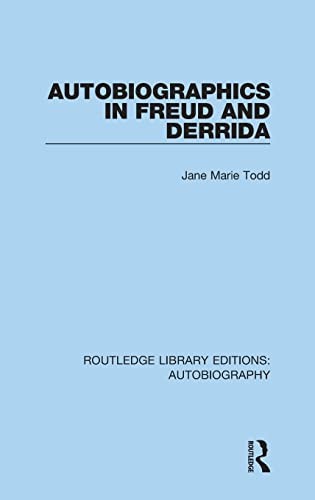 AUTOBIOGRAPHICS
IN FREUD AND
DERRIDA
Jane Marie Todd
ROUTLEDGE LIBRARY EDITIONS:
AUTOBIOGRAPHY
ROUTLEDGE